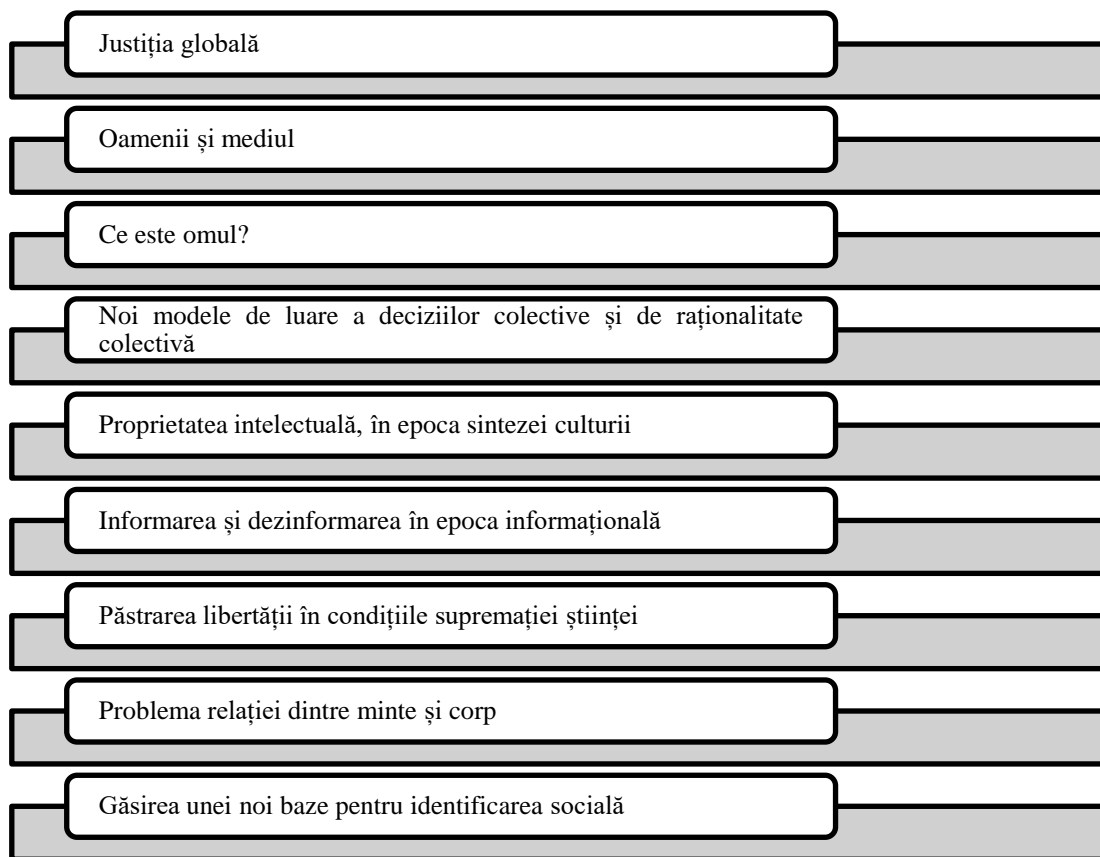 Justiția globală
Oamenii și mediul
Ce este omul?
Noi modele de luare a deciziilor colective și de raționalitate
colectivă
Proprietatea intelectuală, în epoca sintezei culturii
Informarea și dezinformarea în epoca informațională
Păstrarea libertății în condițiile supremației științei
Problema relației dintre minte și corp
Găsirea unei noi baze pentru identificarea socială